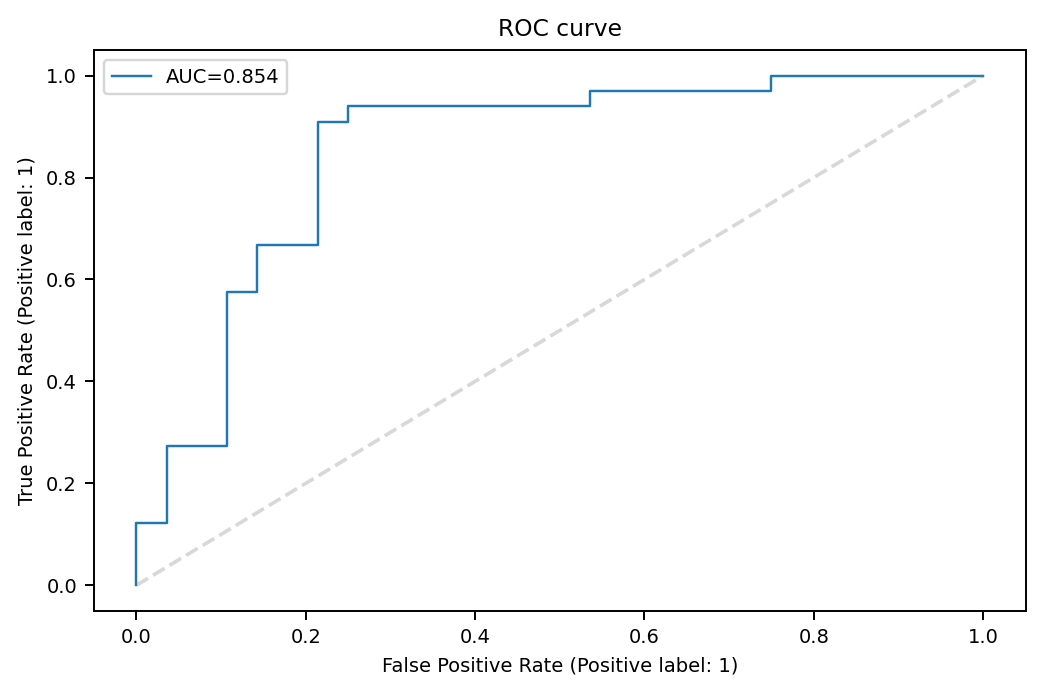 ROC curve
AUC=0.854
True Positive Rate (Positive label: 1)
1.0
0.8
0.6
0.4
0.2
0.0
0.0 0.2 0.4 0.6 0.8 1.0
False Positive Rate (Positive label: 1)